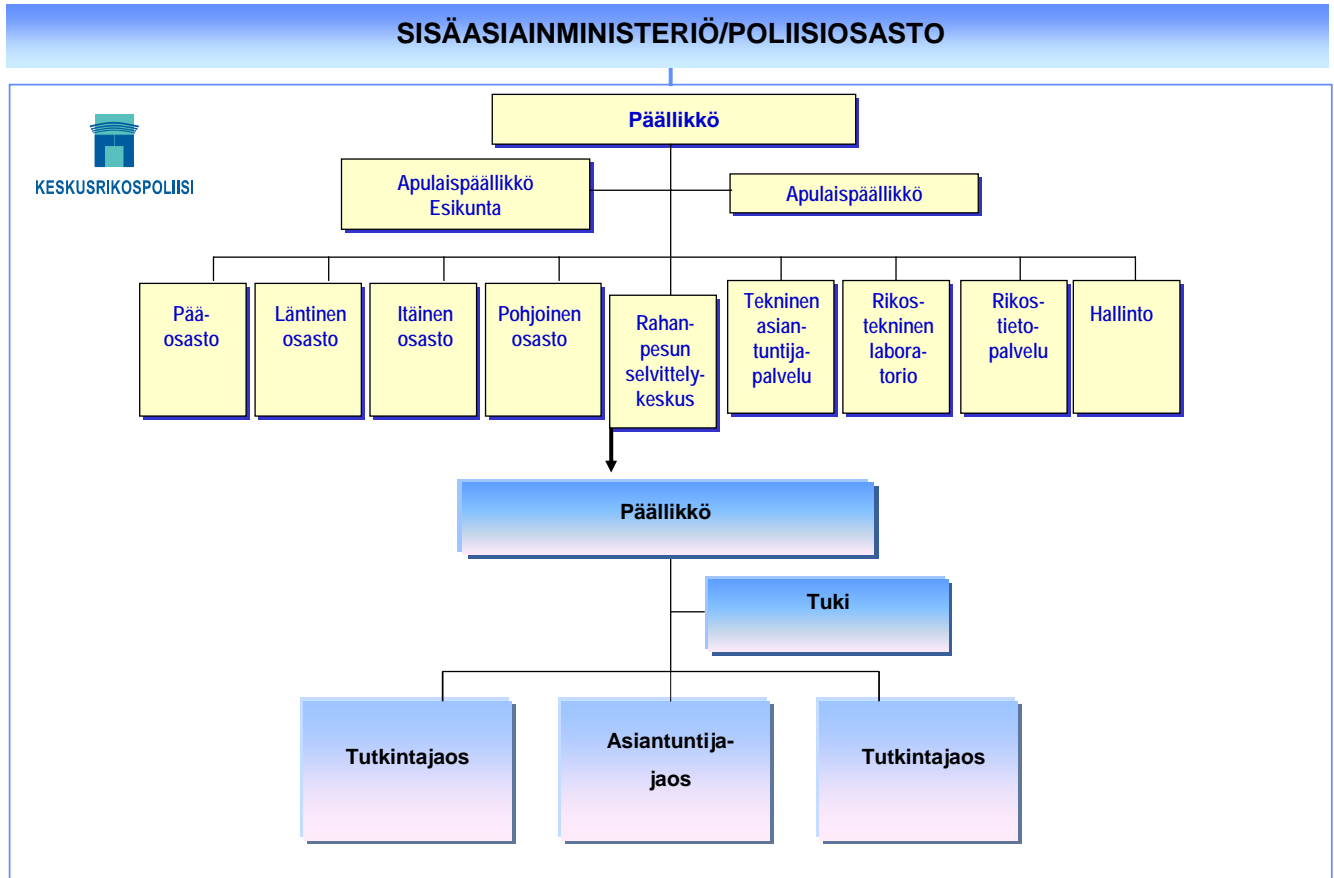 SISÄASIAINMINISTERIÖ/POLIISIOSASTO
KESKUSRIKOSPOLIISI
Päällikkö
Apulaispäällikkö
Esikunta
Apulaispäällikkö
Pää-
osasto
Läntinen
osasto
Itäinen
osasto
Pohjoinen
osasto
Rahan-
pesun
selvittely-
keskus
Tekninen
asian-
tuntija-
palvelu
Rikos-
tekninen
labora-
torio
Rikos-
tieto-
palvelu
Hallinto
Päällikkö
Tuki
Tutkintajaos
Asiantuntija-
jaos
Tutkintajaos